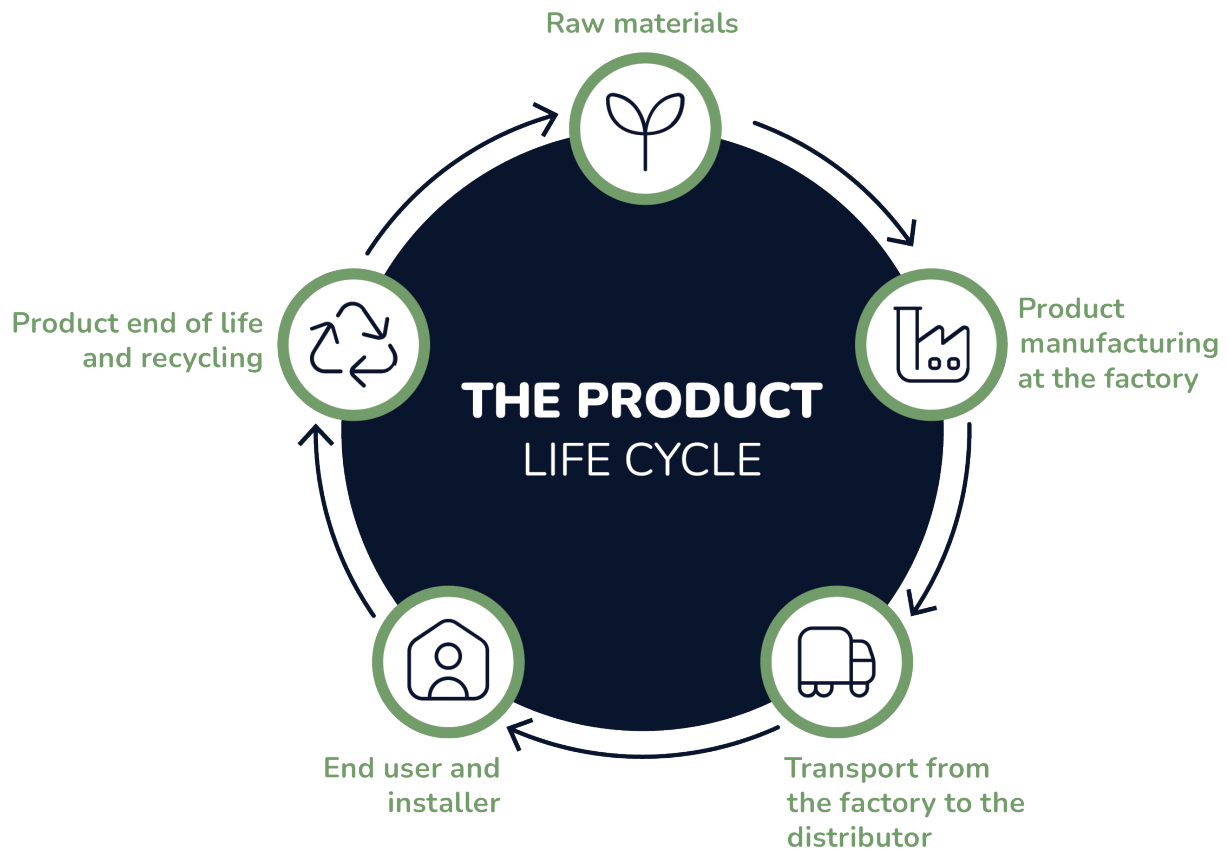 Raw materials
Product
manufacturing
at the factory
Product end of life
and recycling
THE PRODUCT
LIFE CYCLE
End user and
installer
Transport from
the factory to the
distributor